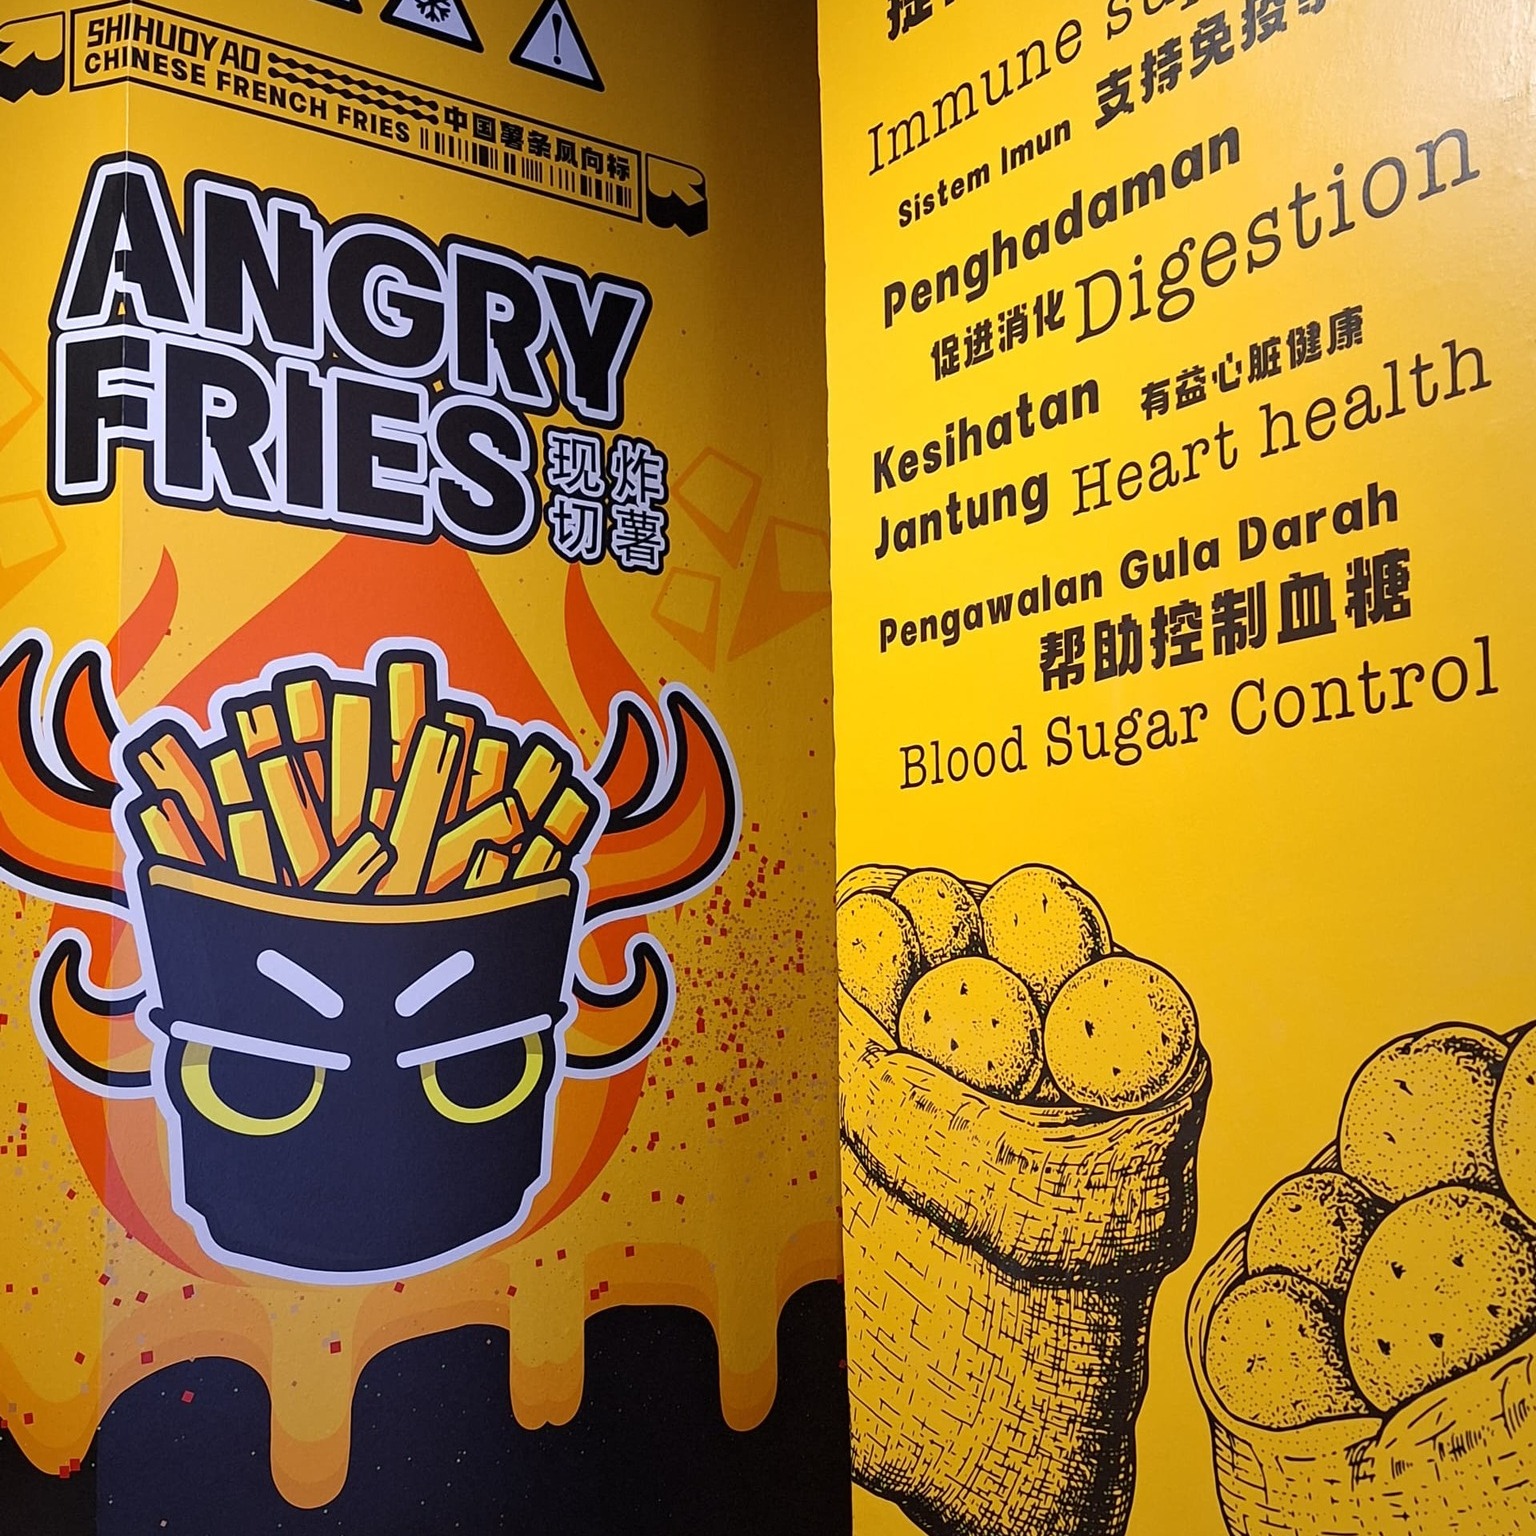 SHIHUOYAO
CHINESE FRENCH FRIES
中国薯条风向标
ANGRY
FRIES
现炸
切薯
Immune
支持免疫
Sistem Imun
Penghadaman
促进消化 Digestion
Kesihatan 有益心脏健康
Jantung Heart health
Pengawalan Gula Darah
帮助控制血糖
Blood Sugar Control